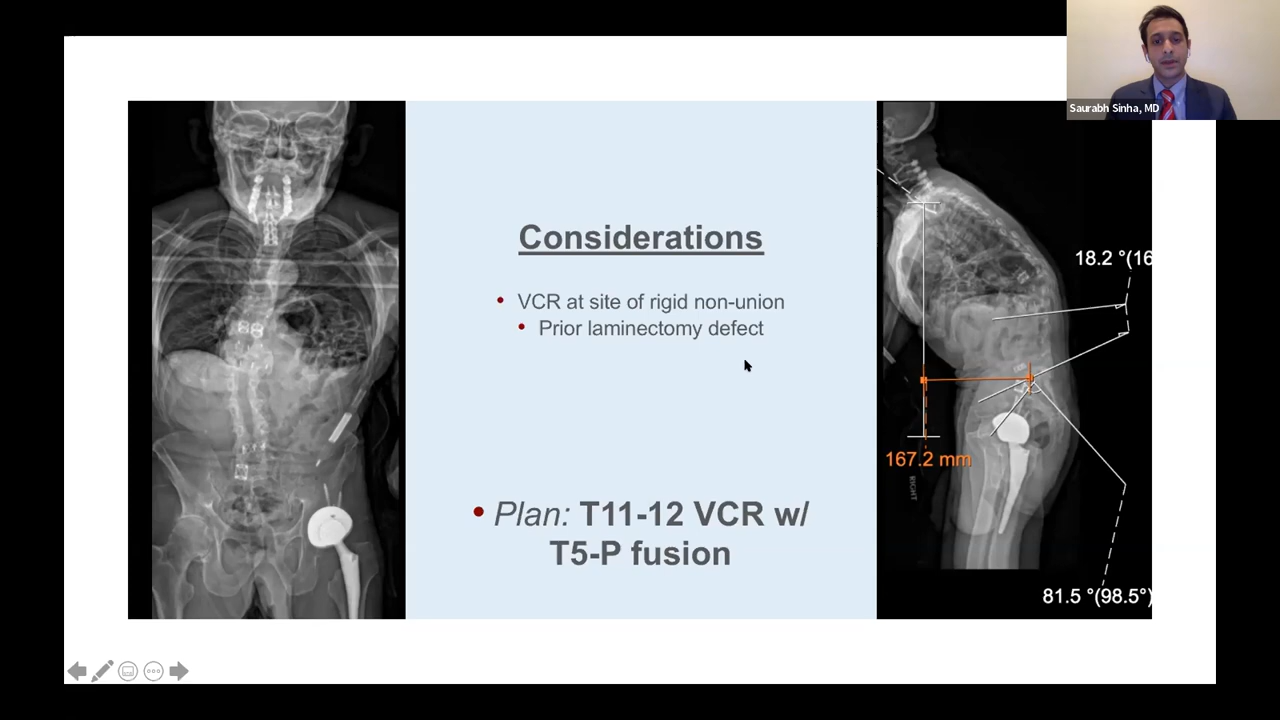 Saurabh Sinha, MD
Considerations
• VCR at site of rigid non-union
• Prior laminectomy defect
• Plan: T11-12 VCR w/
T5-P fusion
18.2 °(16
167.2 mm
RIGHT
81.5 °(98.5°)